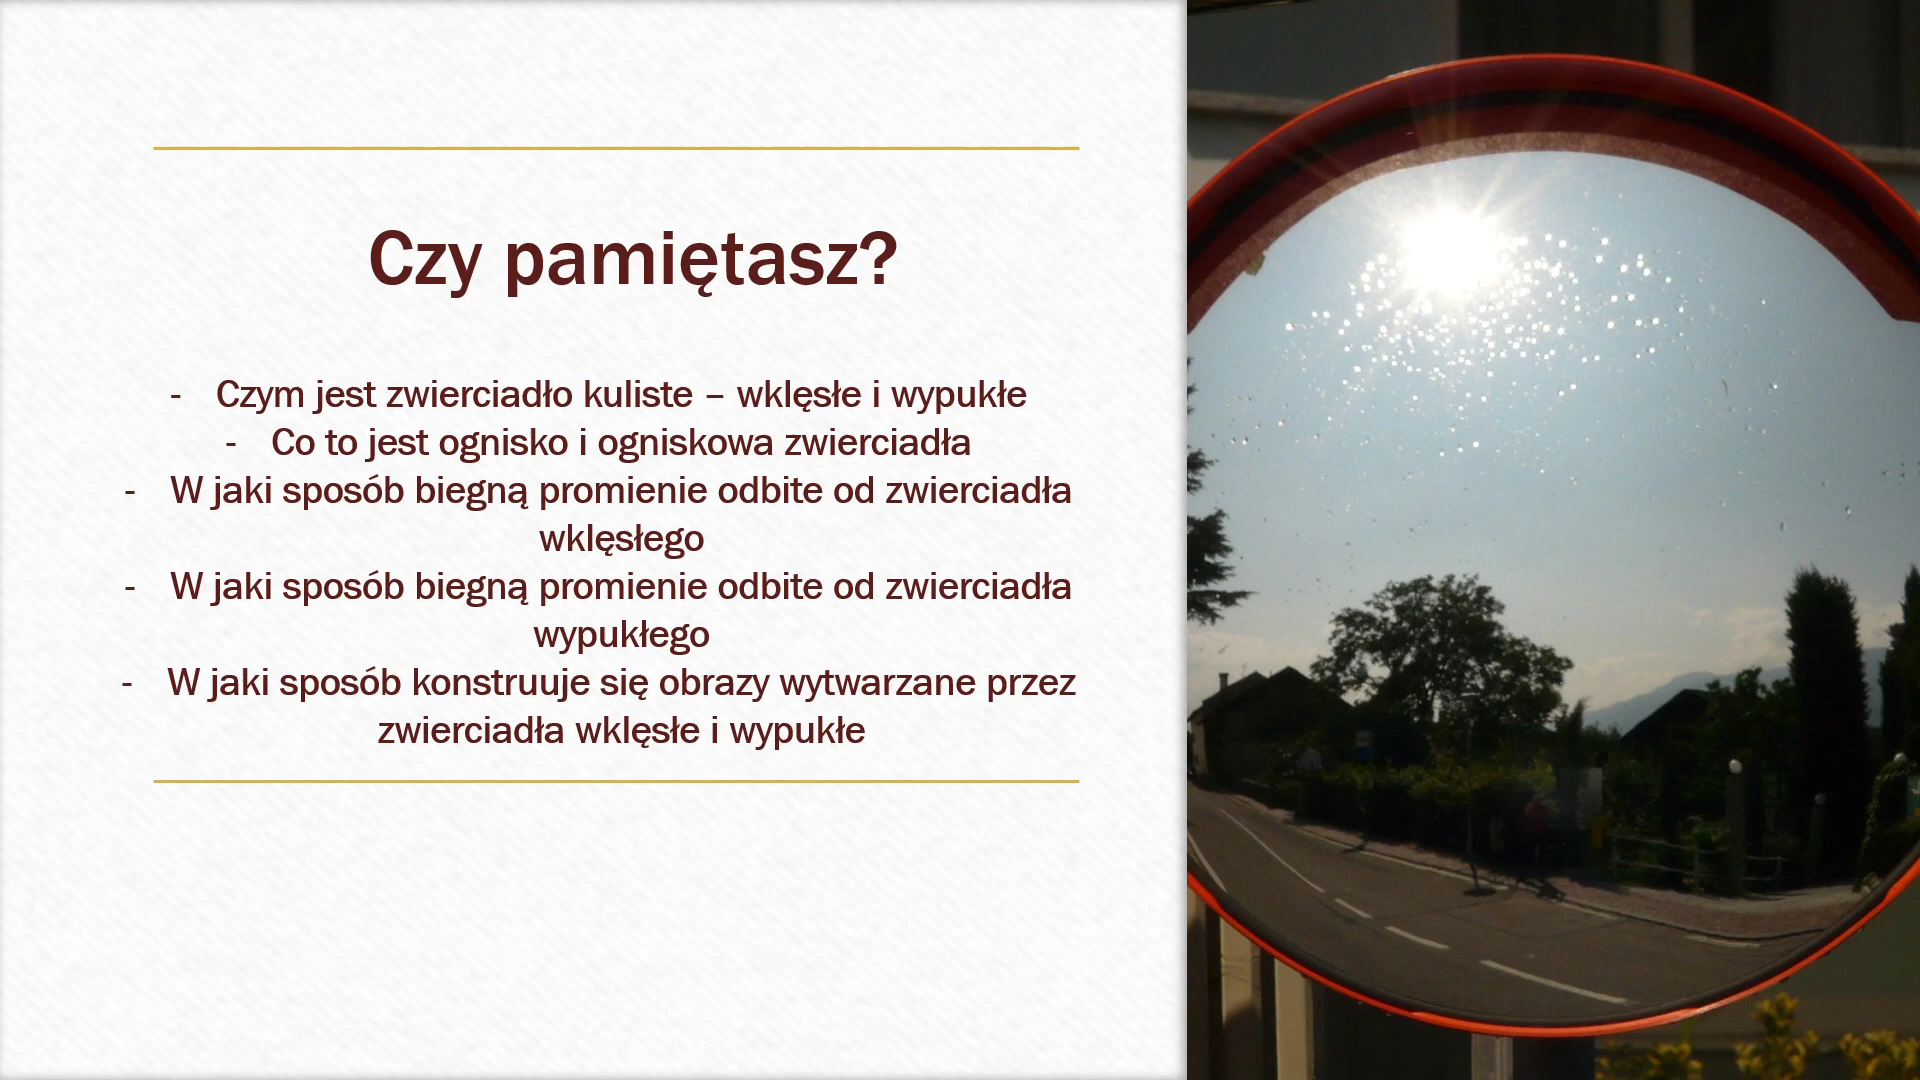 Czy pamiętasz?
- Czym jest zwierciadło kuliste – wklęsłe i wypukłe
- Co to jest ognisko i ogniskowa zwierciadła
- W jaki sposób biegną promienie odbite od zwierciadła
wklęsłego
- W jaki sposób biegną promienie odbite od zwierciadła
wypukłego
- W jaki sposób konstruuje się obrazy wytwarzane przez
zwierciadła wklęsłe i wypukłe